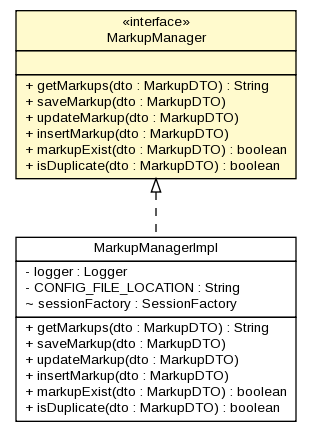 «interface»
MarkupManager
+ getMarkups(dto : MarkupDTO) : String
+ saveMarkup(dto : MarkupDTO)
+ updateMarkup(dto : MarkupDTO)
+ insertMarkup(dto : MarkupDTO)
+ markupExist(dto : MarkupDTO) : boolean
+ isDuplicate(dto : MarkupDTO) : boolean
MarkupManagerImpl
- logger : Logger
- CONFIG_FILE_LOCATION : String
~ sessionFactory : SessionFactory
+ getMarkups(dto : MarkupDTO) : String
+ saveMarkup(dto : MarkupDTO)
+ updateMarkup(dto : MarkupDTO)
+ insertMarkup(dto : MarkupDTO)
+ markupExist(dto : MarkupDTO) : boolean
+ isDuplicate(dto : MarkupDTO) : boolean